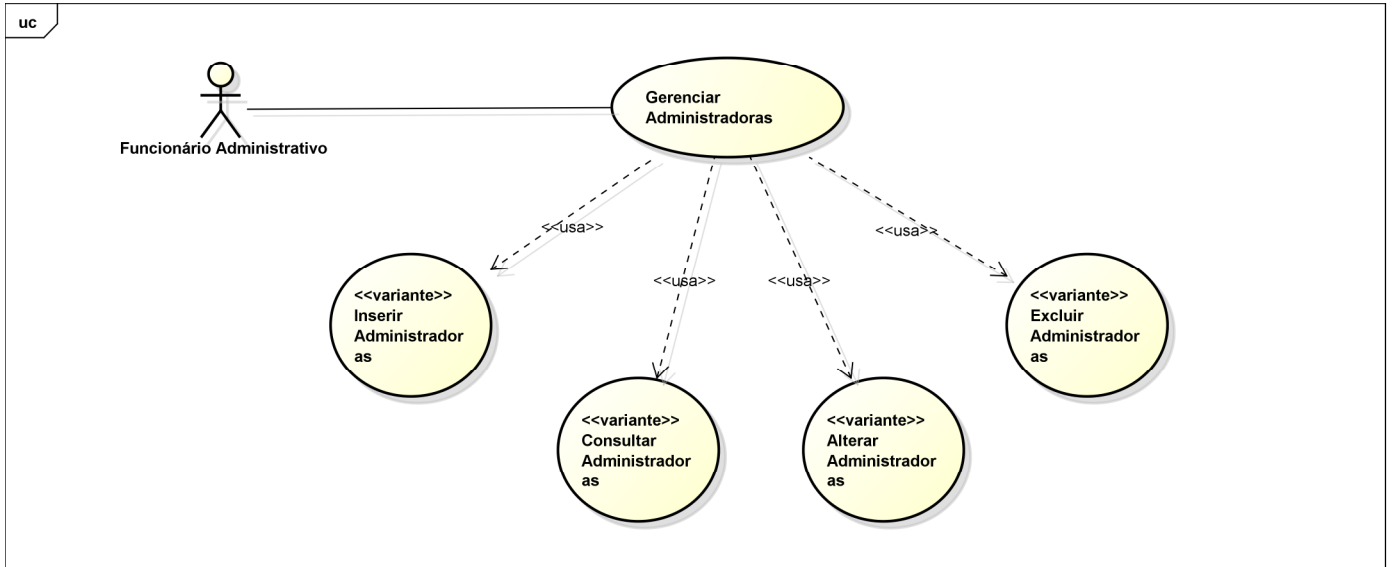 uc
Gerenciar
Administradoras
Funcionário Administrativo
<<usa>>
<<usa>>
<<usa>>
<<usa>>
<<variante>>
Inserir
Administrador
as
<<variante>>
Excluir
Administrador
as
<<variante>>
Consultar
Administrador
as
<<variante>>
Alterar
Administrador
as